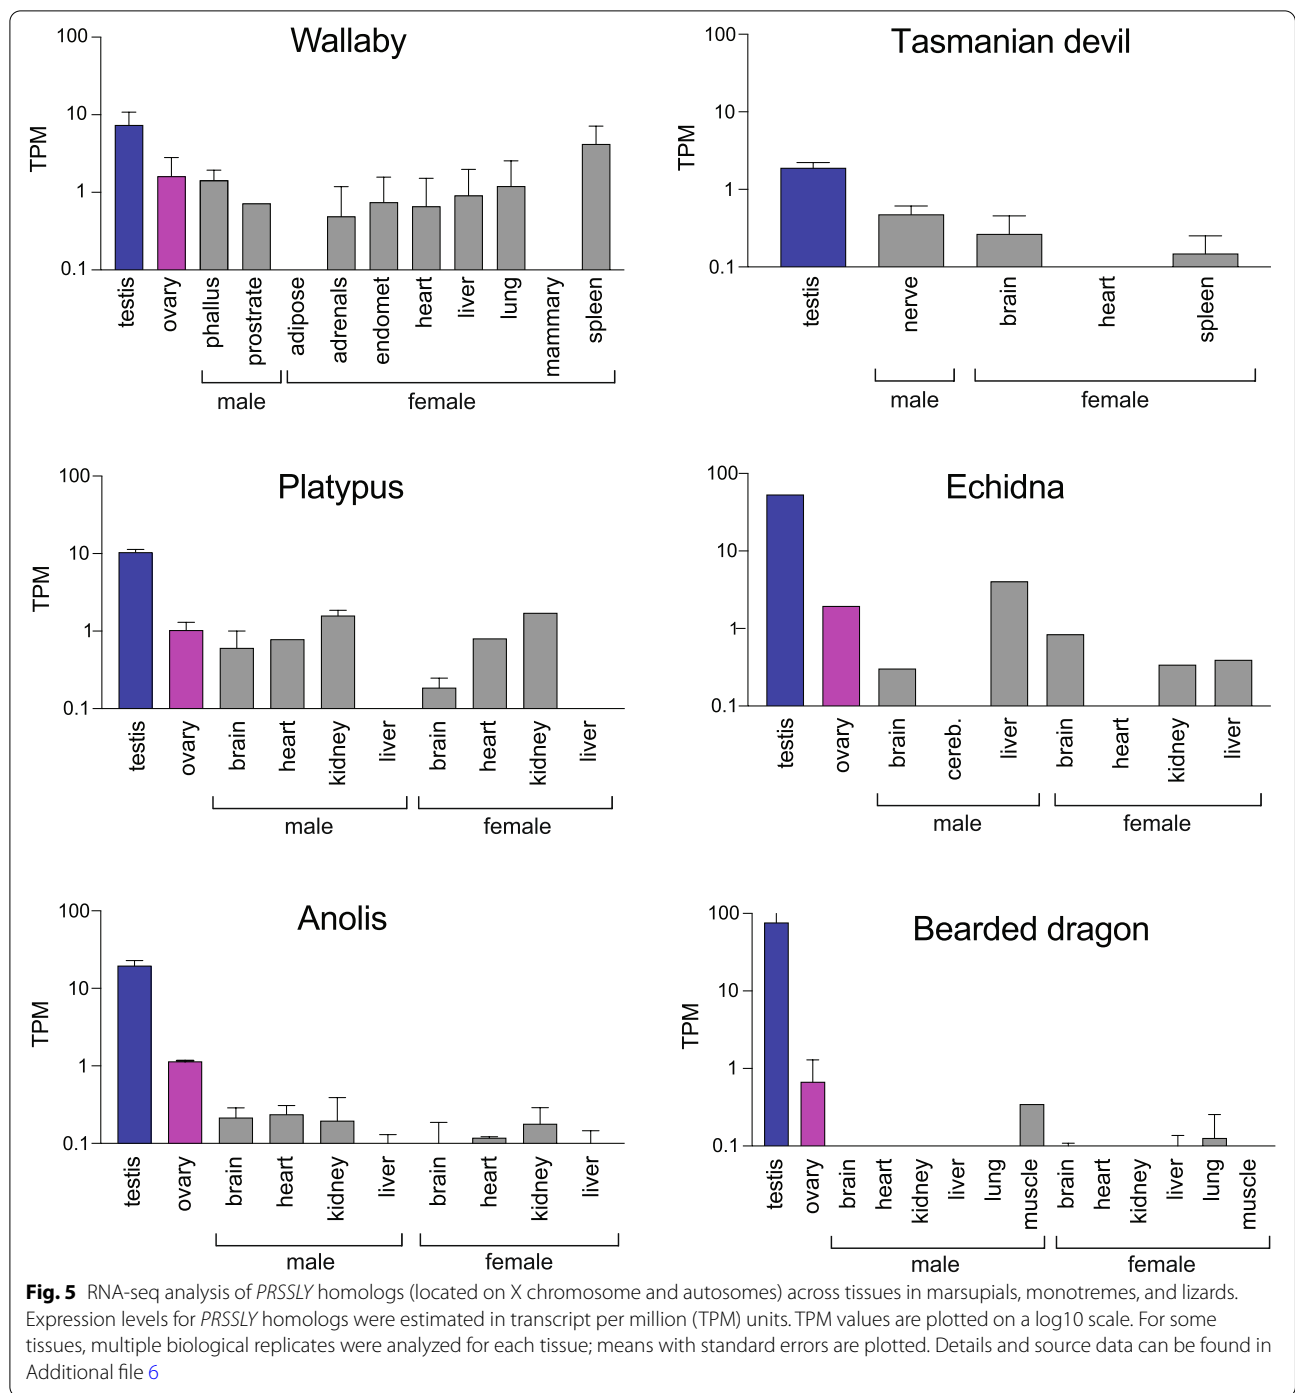 Wallaby
100
10
1
0.1
TPM
testis
ovary
phallus
prostrate
adipose
adrenals
endomet
heart
liver
lung
mammary
spleen
male
female
Tasmanian devil
100
10
1
0.1
TPM
testis
nerve
brain
heart
spleen
male
female
Platypus
100
10
1
0.1
TPM
testis
ovary
brain
heart
kidney
liver
brain
heart
kidney
liver
male
female
Echidna
100
10
1
0.1
testis
ovary
brain
cereb.
liver
brain
heart
kidney
liver
male
female
Anolis
100
10
1
0.1
TPM
testis
ovary
brain
heart
kidney
liver
brain
heart
kidney
liver
male
female
Bearded dragon
100
10
1
0.1
TPM
testis
ovary
brain
heart
kidney
liver
lung
muscle
brain
heart
kidney
liver
lung
muscle
male
female
Fig. 5 RNA-seq analysis of PRSSLY homologs (located on X chromosome and autosomes) across tissues in marsupials, monotremes, and lizards.
Expression levels for PRSSLY homologs were estimated in transcript per million (TPM) units. TPM values are plotted on a log10 scale. For some
tissues, multiple biological replicates were analyzed for each tissue; means with standard errors are plotted. Details and source data can be found in
Additional file 6